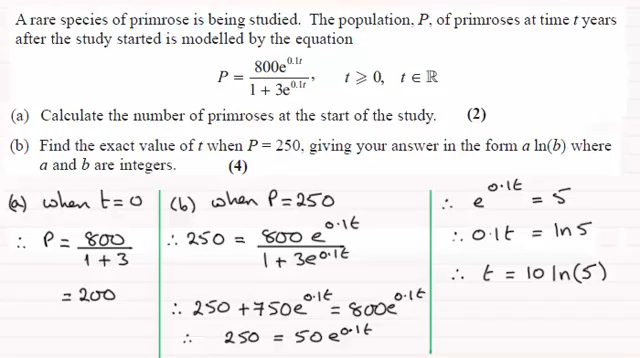 A rare species of primrose is being studied. The population, P, of primroses at time t years
after the study started is modelled by the equation
P = 800e^0.1t / 1 + 3e^0.1t, t ⩾ 0, t ∈ ℝ
(a) Calculate the number of primroses at the start of the study. (2)
(b) Find the exact value of t when P = 250, giving your answer in the form a ln(b) where
a and b are integers. (4)
(a) when t=0
∴ P = 800 / 1 + 3
= 200
(b) when P=250
∴ 250 = 800 e^0.1t / 1 + 3e^0.1t
∴ 250 + 750e^0.1t = 800e^0.1t
∴ 250 = 50 e^0.1t
∴ e^0.1t = 5
∴ 0.1t = ln 5
∴ t = 10 ln(5)